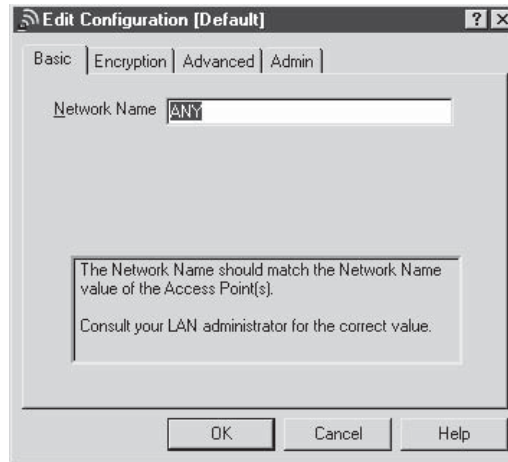 Edit Configuration [Default]
Basic Encryption Advanced Admin
Network Name ANY
The Network Name should match the Network Name
value of the Access Point(s).
Consult your LAN administrator for the correct value.
OK Cancel Help